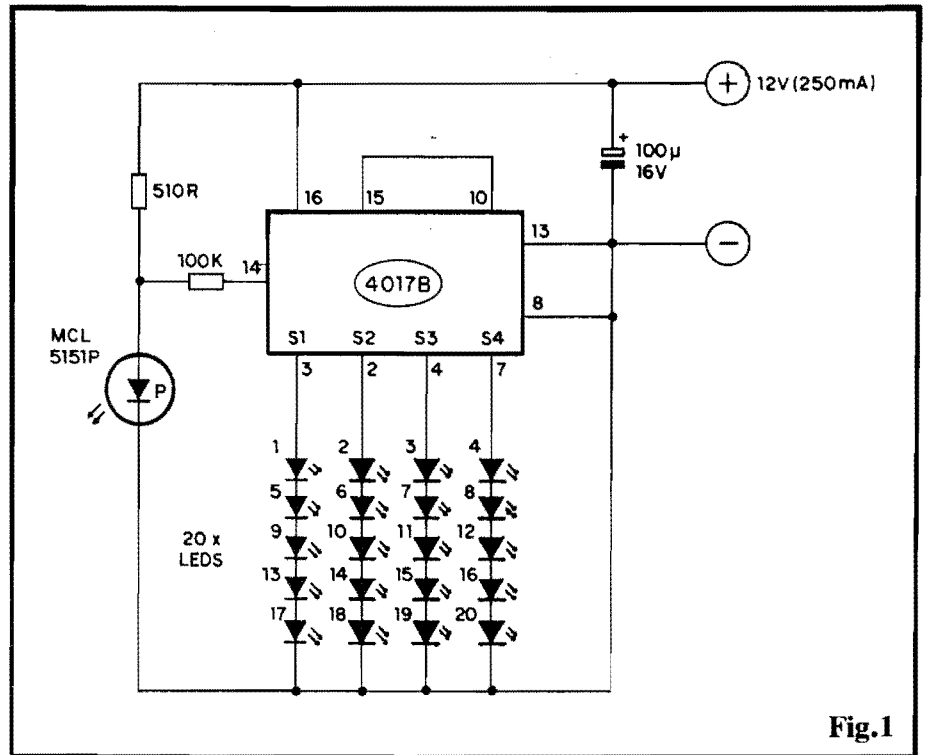 + 12V (250mA)
+
100µ
16V
510R
16 15 10
13
100K 14
4017B
−
8
MCL
5151P
S1 S2 S3 S4
3 2 4 7
P
1 2 3 4
5 6 7 8
9 10 11 12
20 x
LEDS
13 14 15 16
17 18 19 20
Fig.1